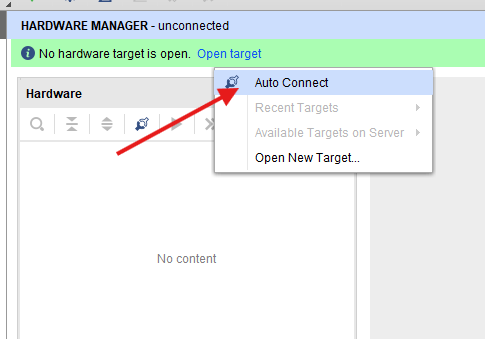 HARDWARE MANAGER - unconnected
No hardware target is open. Open target
Hardware
Auto Connect
Recent Targets
Available Targets on Server
Open New Target...
No content